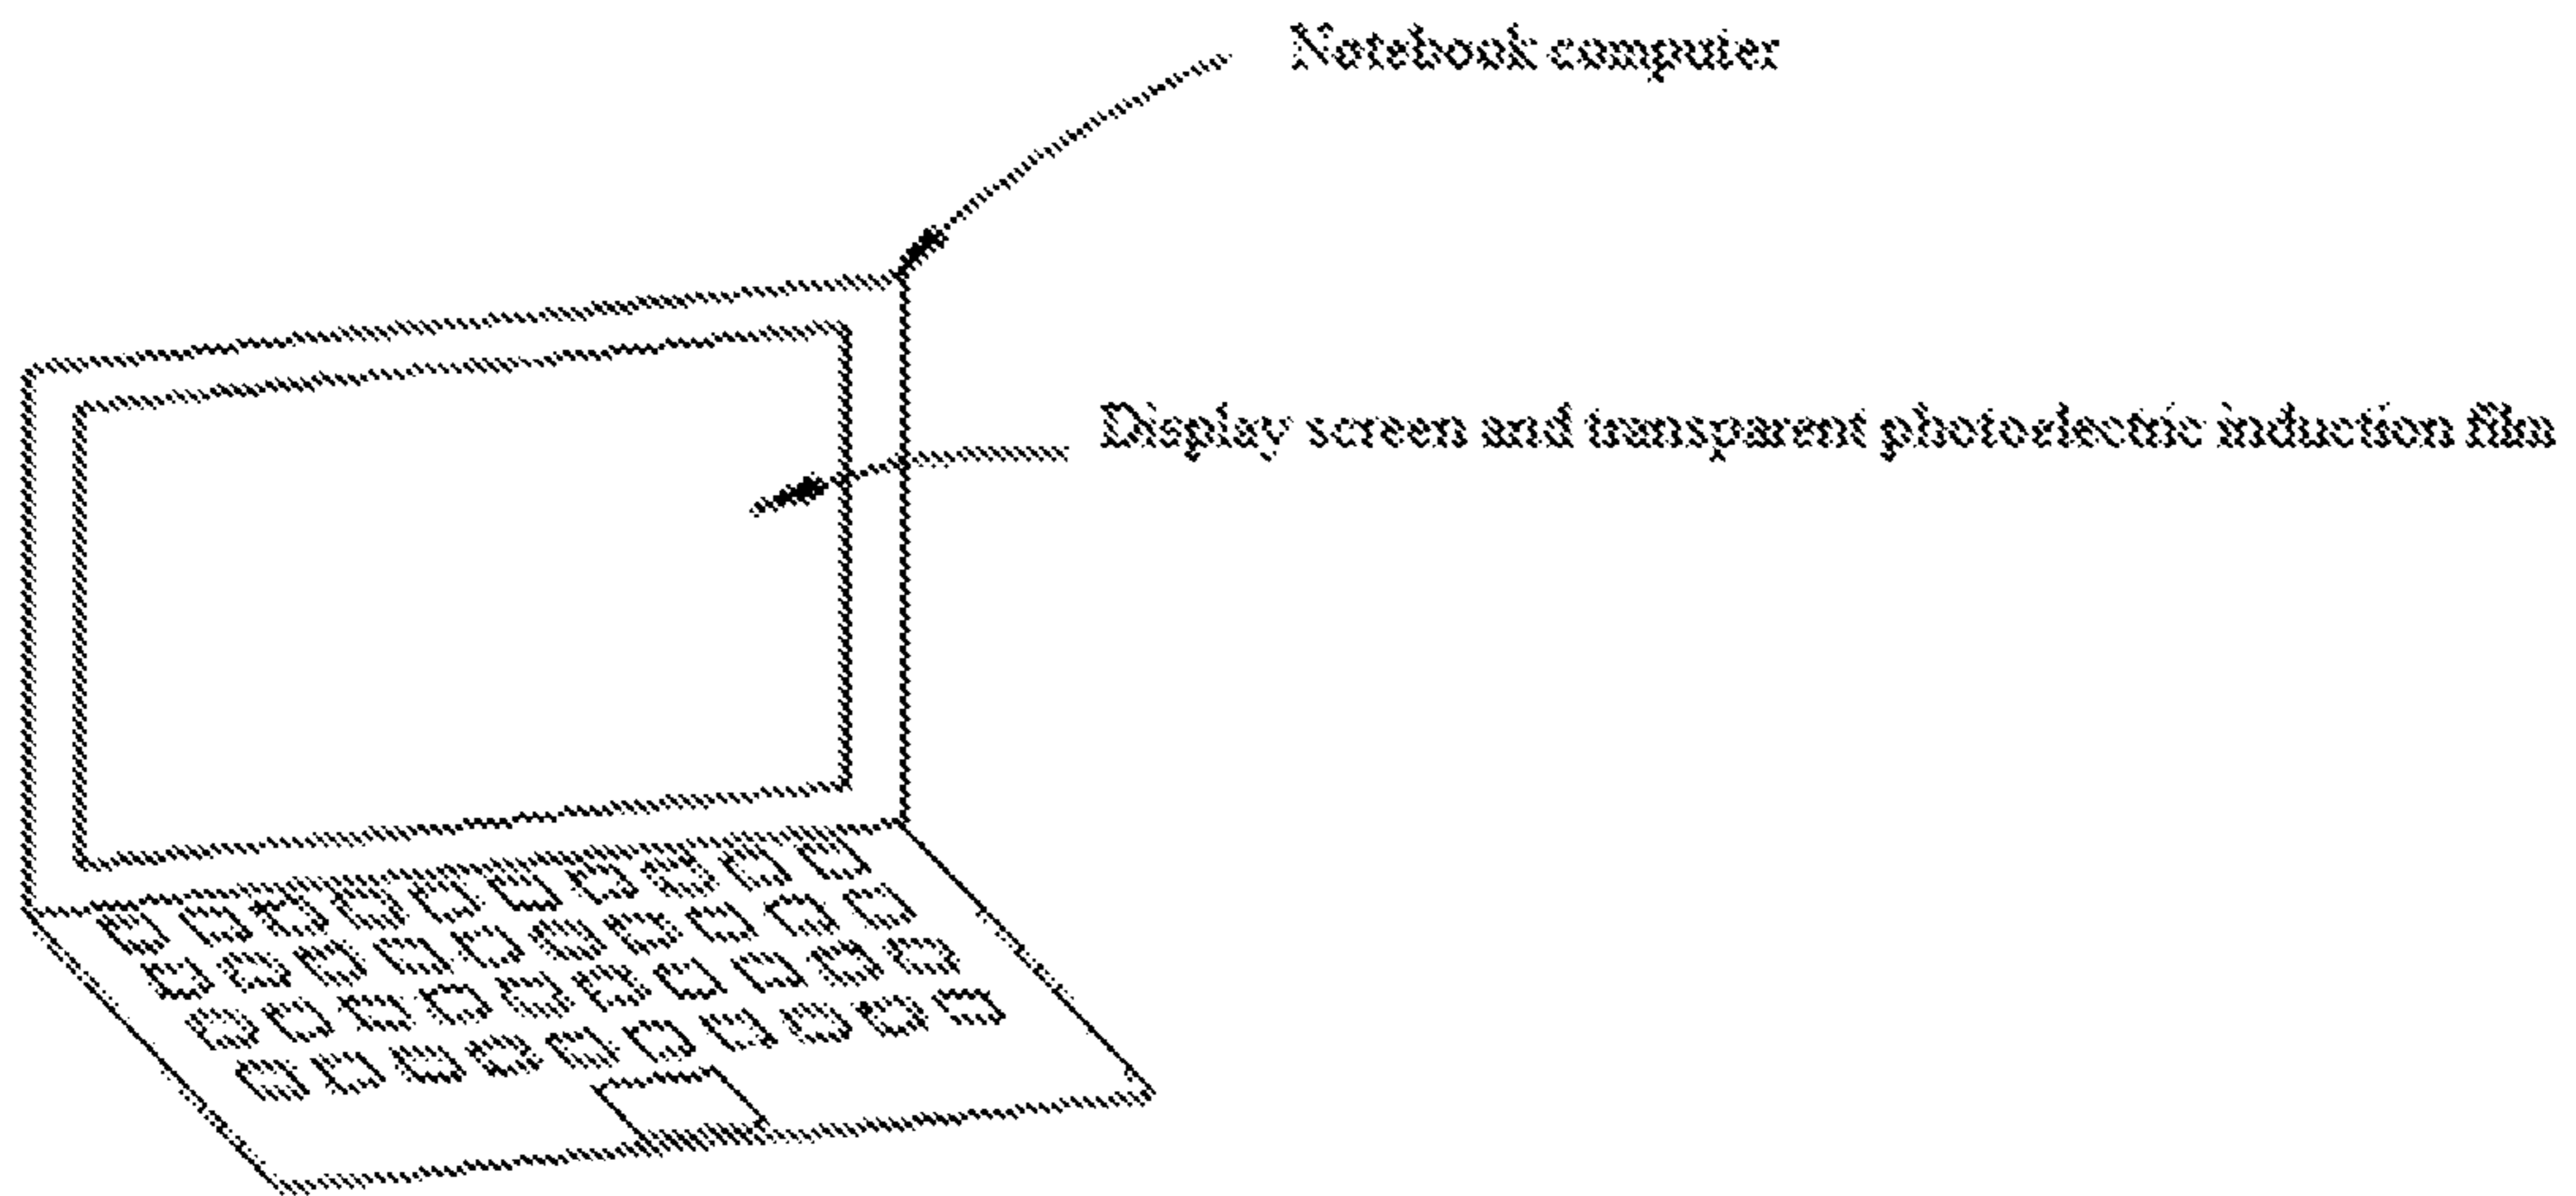 Notebook computer
Display screen and transparent photoelectric induction film